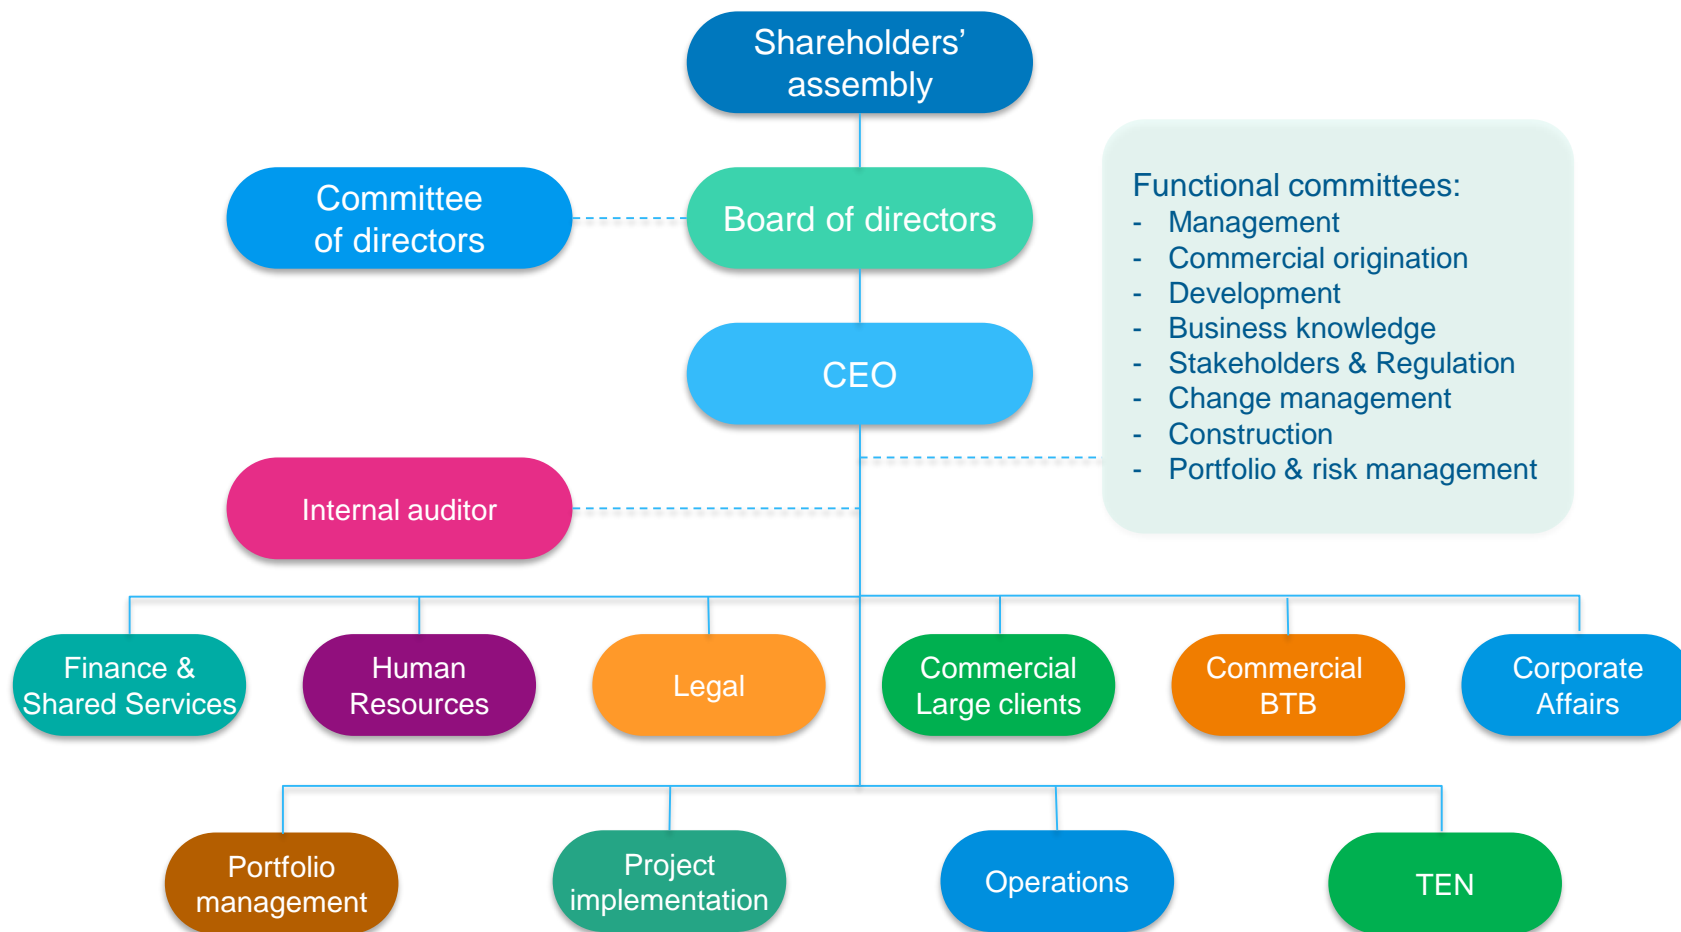 Shareholders’
assembly
Committee
of directors
Board of directors
Functional committees:
- Management
- Commercial origination
- Development
- Business knowledge
- Stakeholders & Regulation
- Change management
- Construction
- Portfolio & risk management
CEO
Internal auditor
Finance &
Shared Services
Human
Resources
Legal
Commercial
Large clients
Commercial
BTB
Corporate
Affairs
Portfolio
management
Project
implementation
Operations
TEN